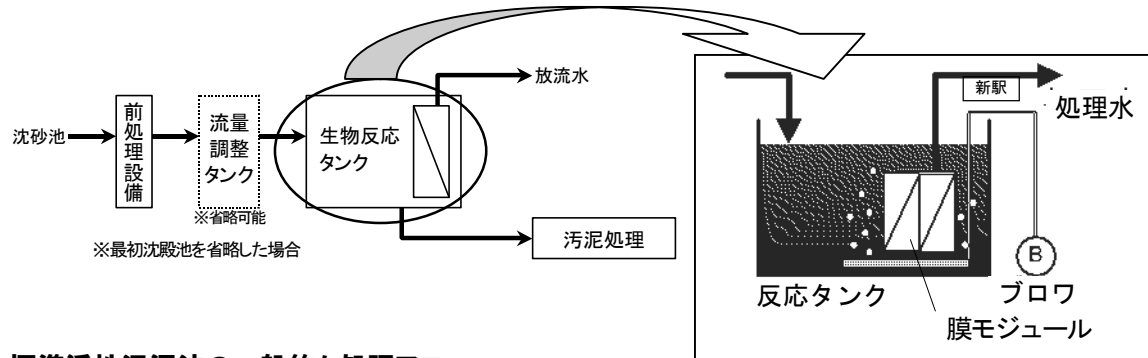 沈砂池
前処理設備
流量
調整
タンク
※省略可能
※最初沈殿池を省略した場合
生物反応
タンク
放流水
汚泥処理
新駅
処理水
B
反応タンク
ブロワ
膜モジュール